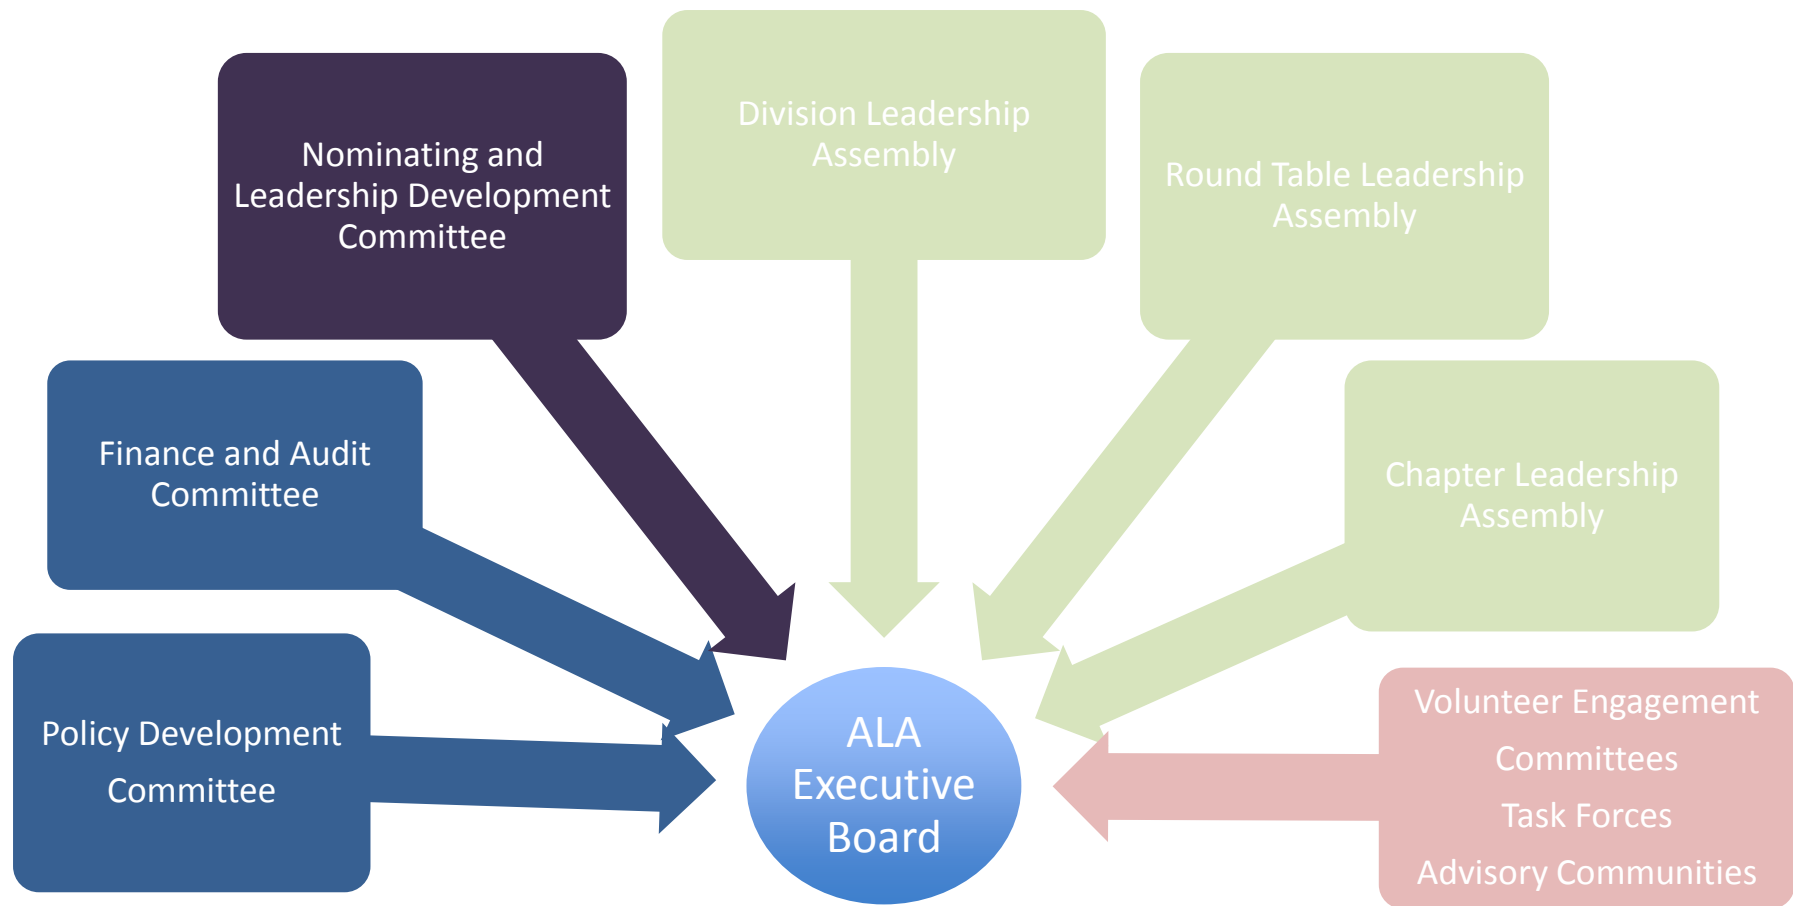 Division Leadership
Assembly
Nominating and
Leadership Development
Committee
Round Table Leadership
Assembly
Finance and Audit
Committee
Chapter Leadership
Assembly
Policy Development
Committee
ALA
Executive
Board
Volunteer Engagement
Committees
Task Forces
Advisory Communities